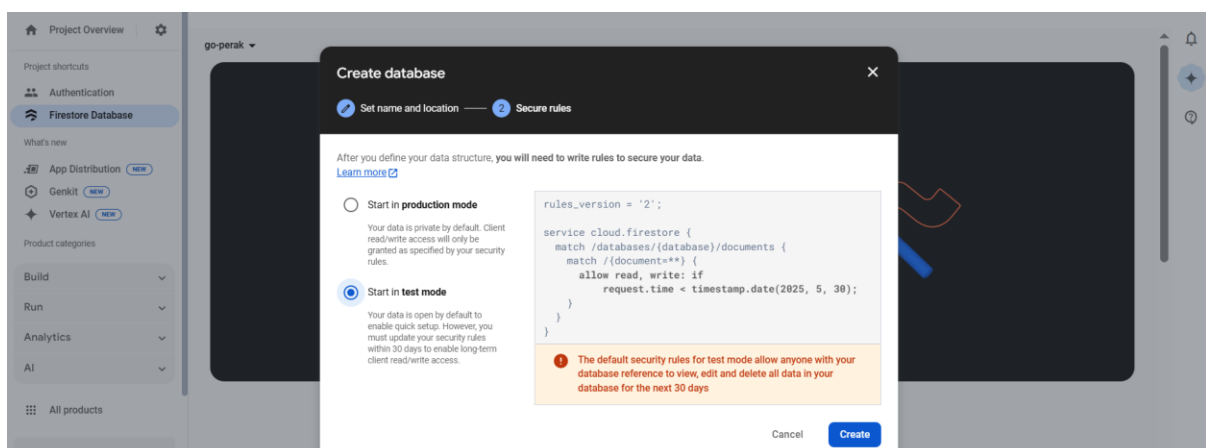 Project Overview
Project shortcuts
Authentication
Firestore Database
What's new
App Distribution NEW
Genkit NEW
Vertex AI NEW
Product categories
Build
Run
Analytics
AI
All products
go-perak
Create database
Set name and location
2 Secure rules
After you define your data structure, you will need to write rules to secure your data.
Learn more
Start in production mode
Your data is private by default. Client
read/write access will only be
granted as specified by your security
rules.
Start in test mode
Your data is open by default to
enable quick setup. However, you
must update your security rules
within 30 days to enable long-term
client read/write access.
rules_version = '2';
service cloud.firestore {
match /databases/{database}/documents {
match /{document=**} {
allow read, write: if
request.time < timestamp.date(2025, 5, 30);
}
}
}
The default security rules for test mode allow anyone with your
database reference to view, edit and delete all data in your
database for the next 30 days
Cancel
Create